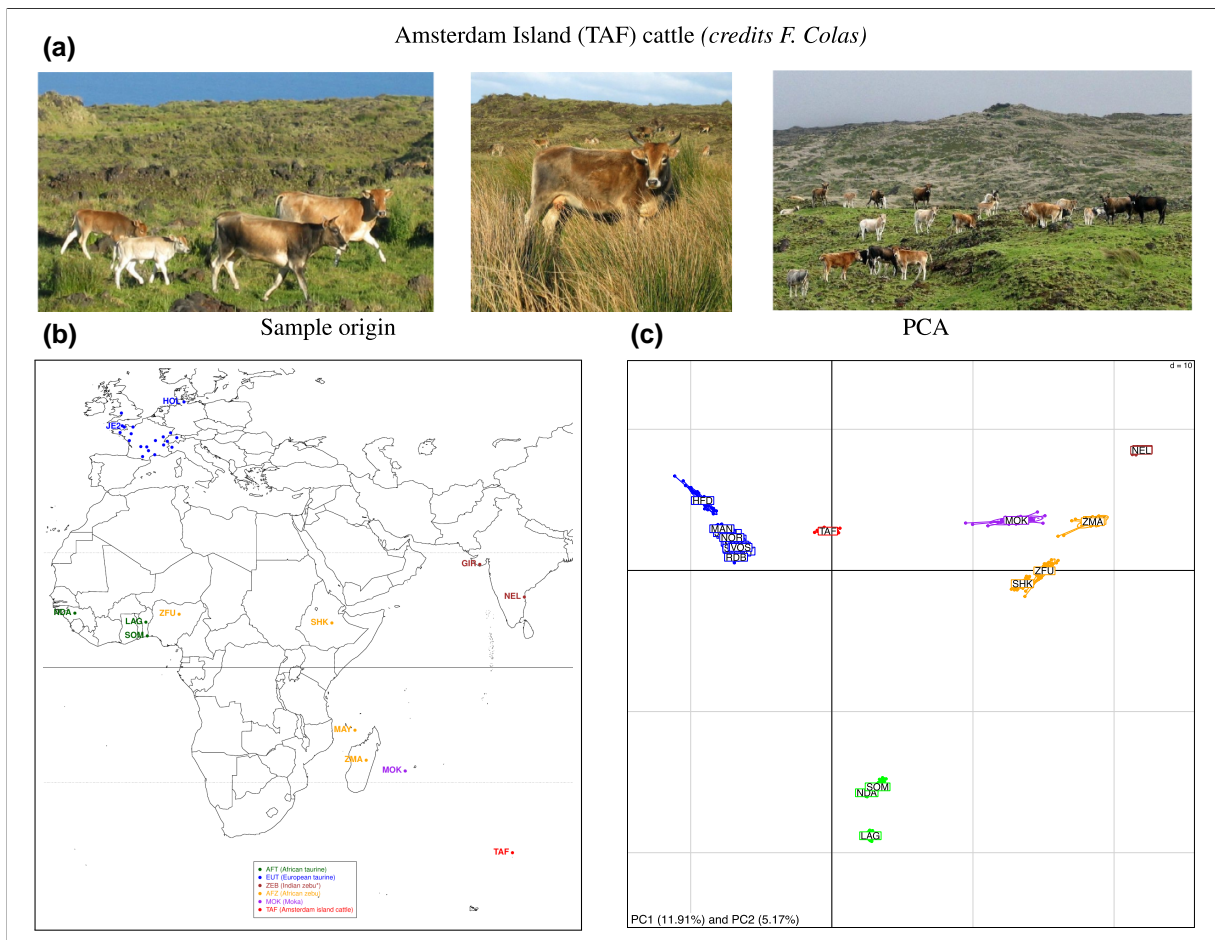 (a)
Amsterdam Island (TAF) cattle (credits F. Colas)
(b)
Sample origin
HOL
JE2
GIR
NEL
NDA
LAG
SOM
ZFU
SHK
MAY
ZMA
MOK
TAF
AFT (African taurine)
EUT (European taurine)
ZEB (Indian zebu")
AFZ (African zebu)
MOK (Moka)
TAF (Amsterdam island cattle)
(c)
PCA
d = 10
NEL
HFD
MAN
NOR
VOS
RDB
TAF
MOK
ZMA
ZFU
SHK
SOM
NDA
LAG
PC1 (11.91%) and PC2 (5.17%)